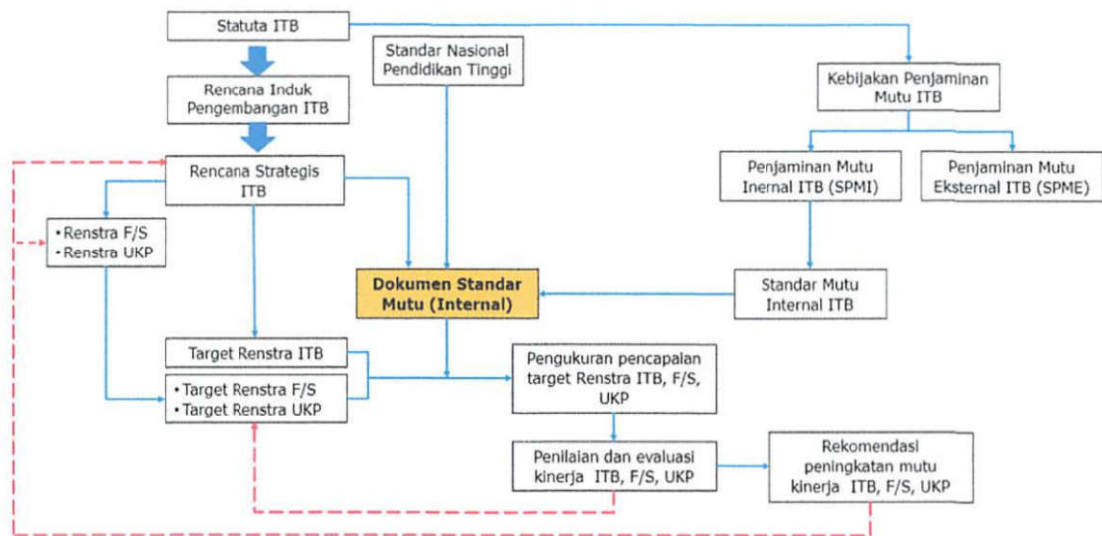 Statuta ITB
Standar Nasional
Pendidikan Tinggi
Kebijakan Penjaminan
Mutu ITB
Rencana Induk
Pengembangan ITB
Rencana Strategis
ITB
Penjaminan Mutu
Inernal ITB (SPMI)
Penjaminan Mutu
Eksternal ITB (SPME)
• Renstra F/S
- Renstra UKP
Dokumen Standar
Mutu (Internal)
Standar Mutu
Internal ITB
Target Renstra ITB
• Target Renstra F/S
• Target Renstra UKP
Pengukuran pencapalan
target Renstra ITB, F/S,
UKP
Penilaian dan evaluasi
kinerja ITB, F/S, UKP
Rekomendasi
peningkatan mutu
kinerja ITB, F/S, UKP